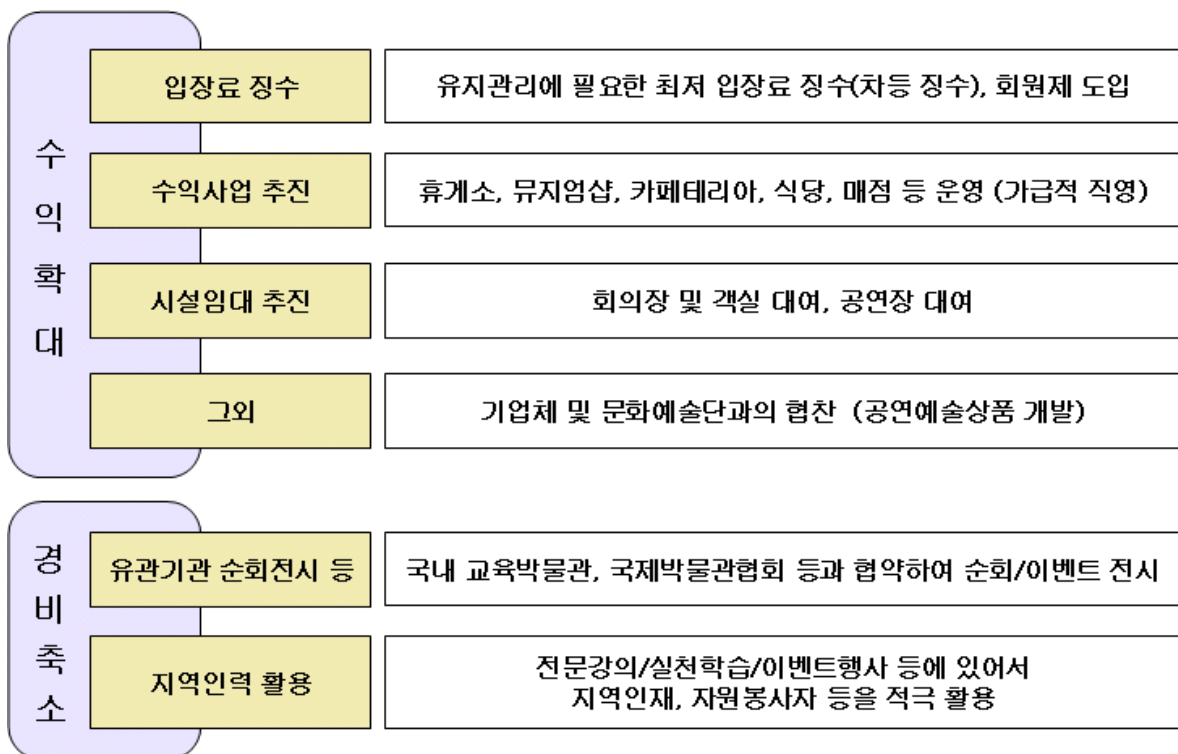 수익확대
입장료 징수
유지관리에 필요한 최저 입장료 징수(차등 징수), 회원제 도입
수익사업 추진
휴게소, 뮤지엄샵, 카페테리아, 식당, 매점 등 운영 (가급적 직영)
시설임대 추진
회의장 및 객실 대여, 공연장 대여
그외
기업체 및 문화예술단과의 협찬 (공연예술상품 개발)
경비축소
유관기관 순회전시 등
국내 교육박물관, 국제박물관협회 등과 협약하여 순회/이벤트 전시
지역인력 활용
전문강의/실천학습/이벤트행사 등에 있어서
지역인재, 자원봉사자 등을 적극 활용